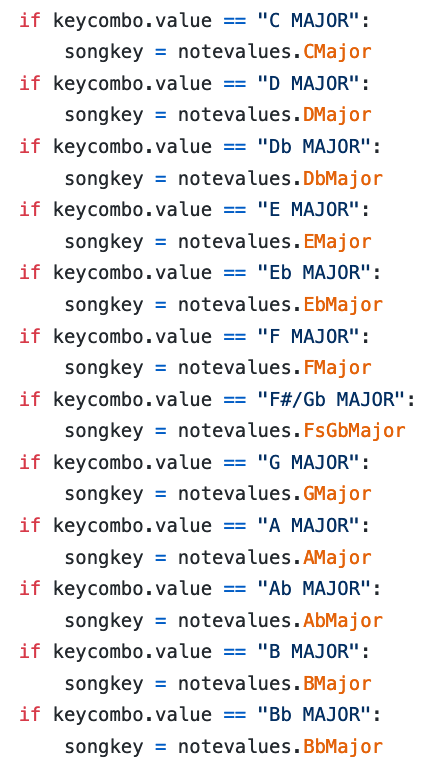 if keycombo.value == "C MAJOR":
    songkey = notevalues.CMajor
if keycombo.value == "D MAJOR":
    songkey = notevalues.DMajor
if keycombo.value == "Db MAJOR":
    songkey = notevalues.DbMajor
if keycombo.value == "E MAJOR":
    songkey = notevalues.EMajor
if keycombo.value == "Eb MAJOR":
    songkey = notevalues.EbMajor
if keycombo.value == "F MAJOR":
    songkey = notevalues.FMajor
if keycombo.value == "F#/Gb MAJOR":
    songkey = notevalues.FsGbMajor
if keycombo.value == "G MAJOR":
    songkey = notevalues.GMajor
if keycombo.value == "A MAJOR":
    songkey = notevalues.AMajor
if keycombo.value == "Ab MAJOR":
    songkey = notevalues.AbMajor
if keycombo.value == "B MAJOR":
    songkey = notevalues.BMajor
if keycombo.value == "Bb MAJOR":
    songkey = notevalues.BbMajor